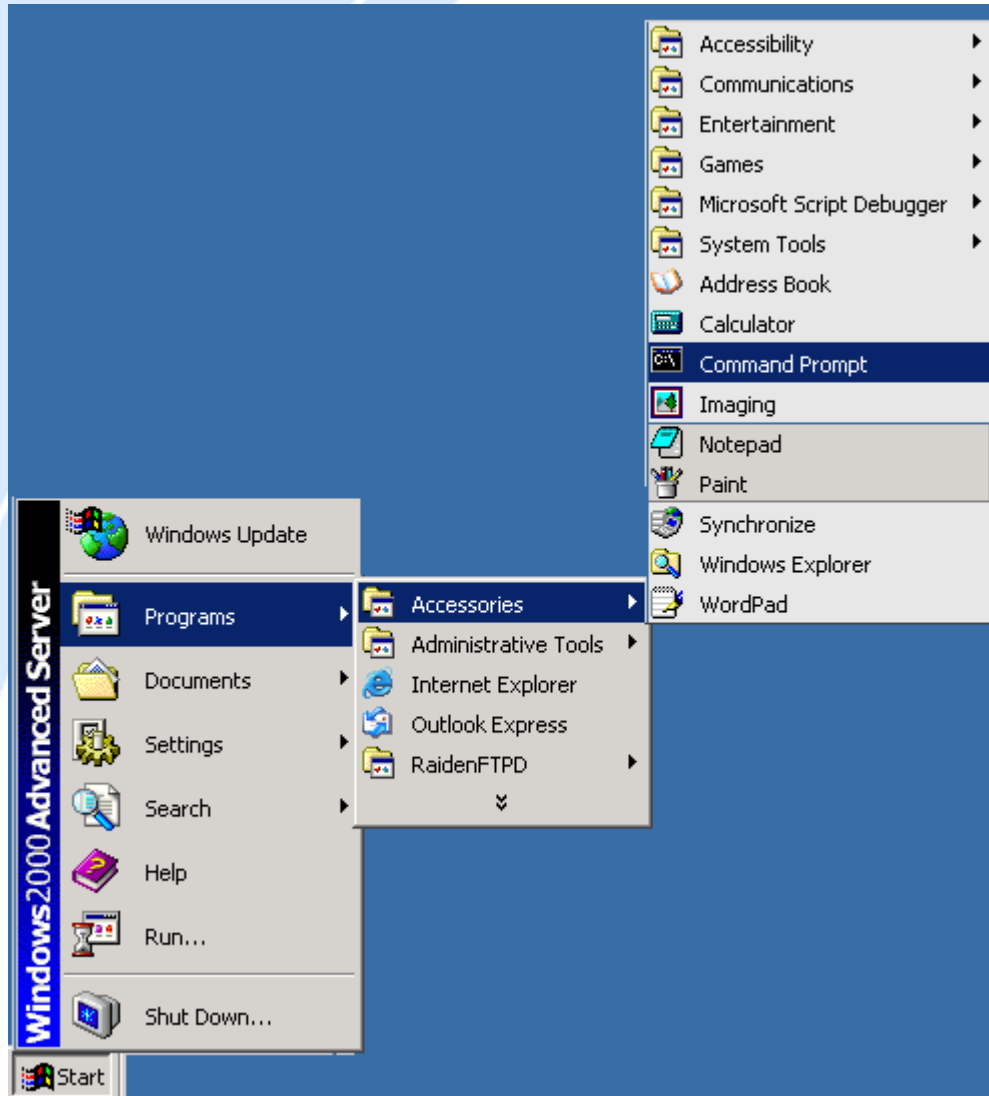 Accessibility
Communications
Entertainment
Games
Microsoft Script Debugger
System Tools
Address Book
Calculator
C:\
Command Prompt
Imaging
Notepad
Paint
Synchronize
Windows Explorer
WordPad
Windows 2000 Advanced Server
Windows Update
Programs
Documents
Settings
Search
Help
Run...
Shut Down...
Accessories
Administrative Tools
Internet Explorer
Outlook Express
RaidenFTPD
Start